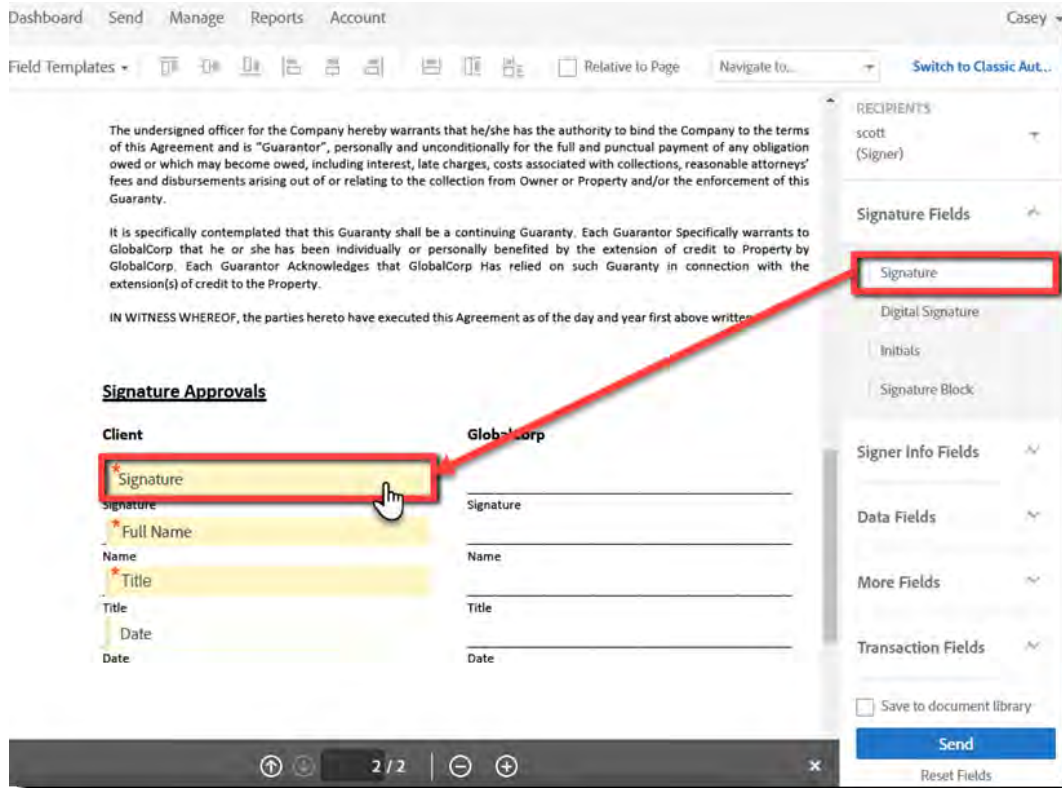 Dashboard Send Manage Reports Account Casey
Field Templates Relative to Page Navigate to... Switch to Classic Aut...
The undersigned officer for the Company hereby warrants that he/she has the authority to bind the Company to the terms
of this Agreement and is "Guarantor", personally and unconditionally for the full and punctual payment of any obligation
owed or which may become owed, including interest, late charges, costs associated with collections, reasonable attorneys'
fees and disbursements arising out of or relating to the collection from Owner or Property and/or the enforcement of this
Guaranty.
It is specifically contemplated that this Guaranty shall be a continuing Guaranty. Each Guarantor Specifically warrants to
GlobalCorp that he or she has been individually or personally benefited by the extension of credit to Property by
GlobalCorp. Each Guarantor Acknowledges that GlobalCorp Has relied on such Guaranty in connection with the
extension(s) of credit to the Property.
IN WITNESS WHEREOF, the parties hereto have executed this Agreement as of the day and year first above written
Signature Approvals
Client GlobalCorp
*Signature
Signature Signature
*Full Name
Name Name
*Title
Title Title
Date
Date Date
2 / 2
RECIPIENTS
scott
(Signer)
Signature Fields
Signature
Digital Signature
Initials
Signature Block
Signer Info Fields
Data Fields
More Fields
Transaction Fields
Save to document library
Send
Reset Fields